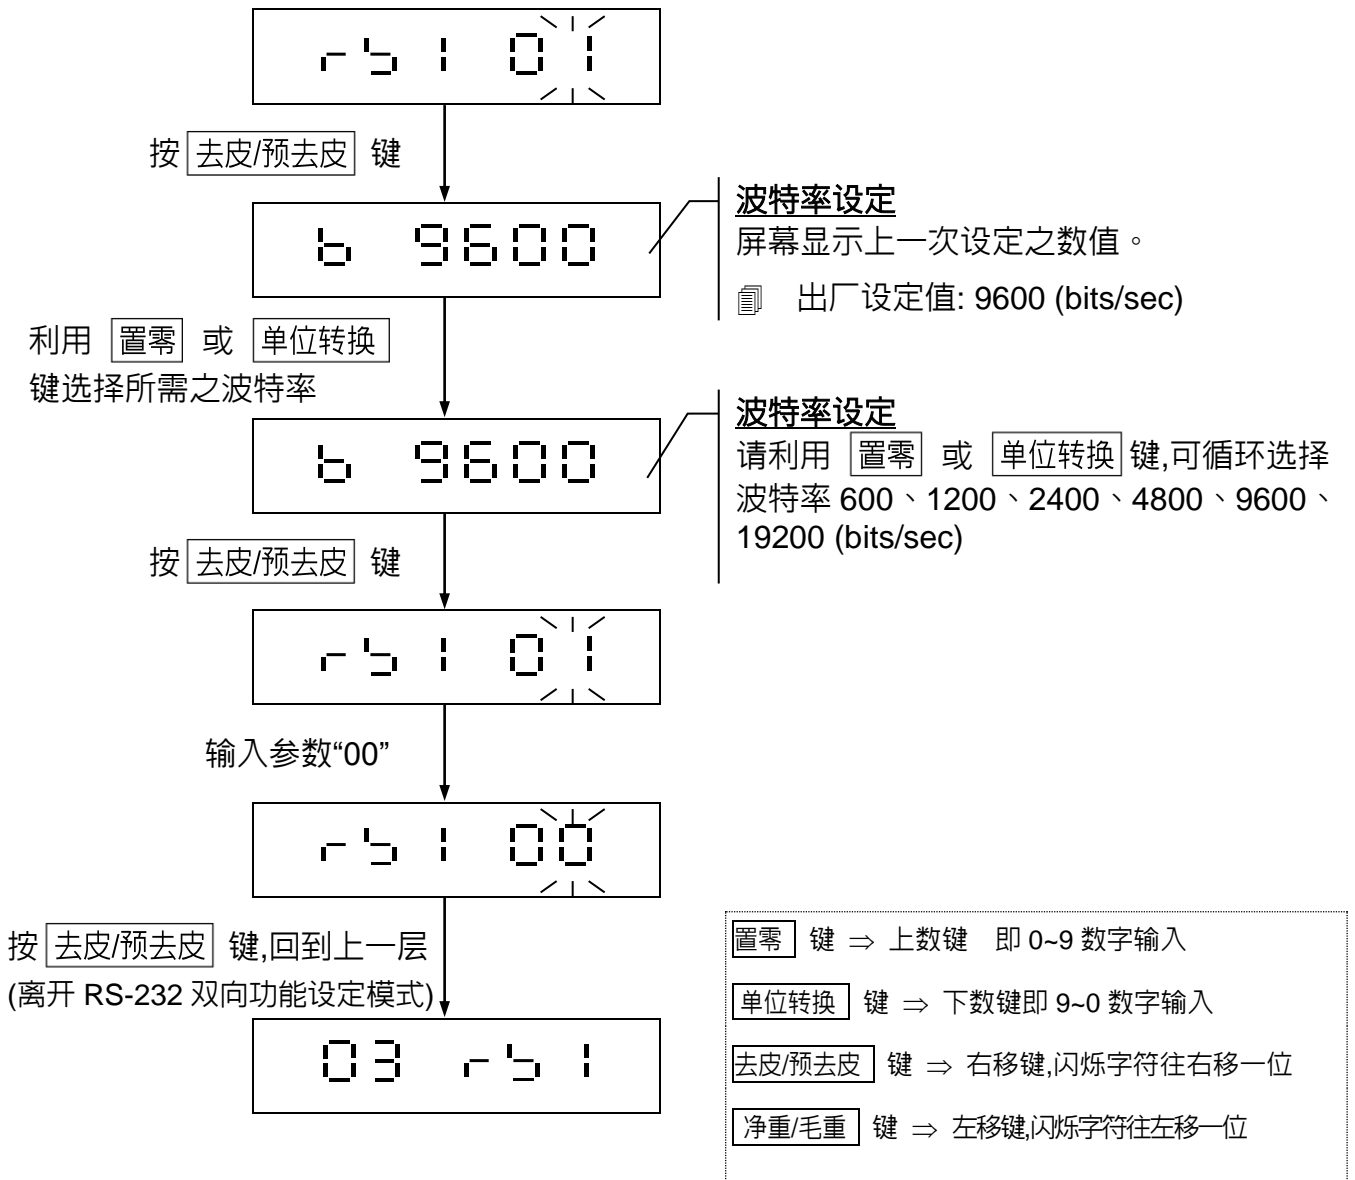 rS1 01
按 去皮/预去皮 键
b 9600
波特率设定
屏幕显示上一次设定之数值。
出厂设定值: 9600 (bits/sec)
利用 置零 或 单位转换
键选择所需之波特率
b 9600
波特率设定
请利用 置零 或 单位转换 键,可循环选择
波特率 600、1200、2400、4800、9600、
19200 (bits/sec)
按 去皮/预去皮 键
rS1 01
输入参数“00”
rS1 00
按 去皮/预去皮 键,回到上一层
(离开 RS-232 双向功能设定模式)
03 rS1
置零 键 ⇒ 上数键 即 0~9 数字输入
单位转换 键 ⇒ 下数键即 9~0 数字输入
去皮/预去皮 键 ⇒ 右移键,闪烁字符往右移一位
净重/毛重 键 ⇒ 左移键,闪烁字符往左移一位